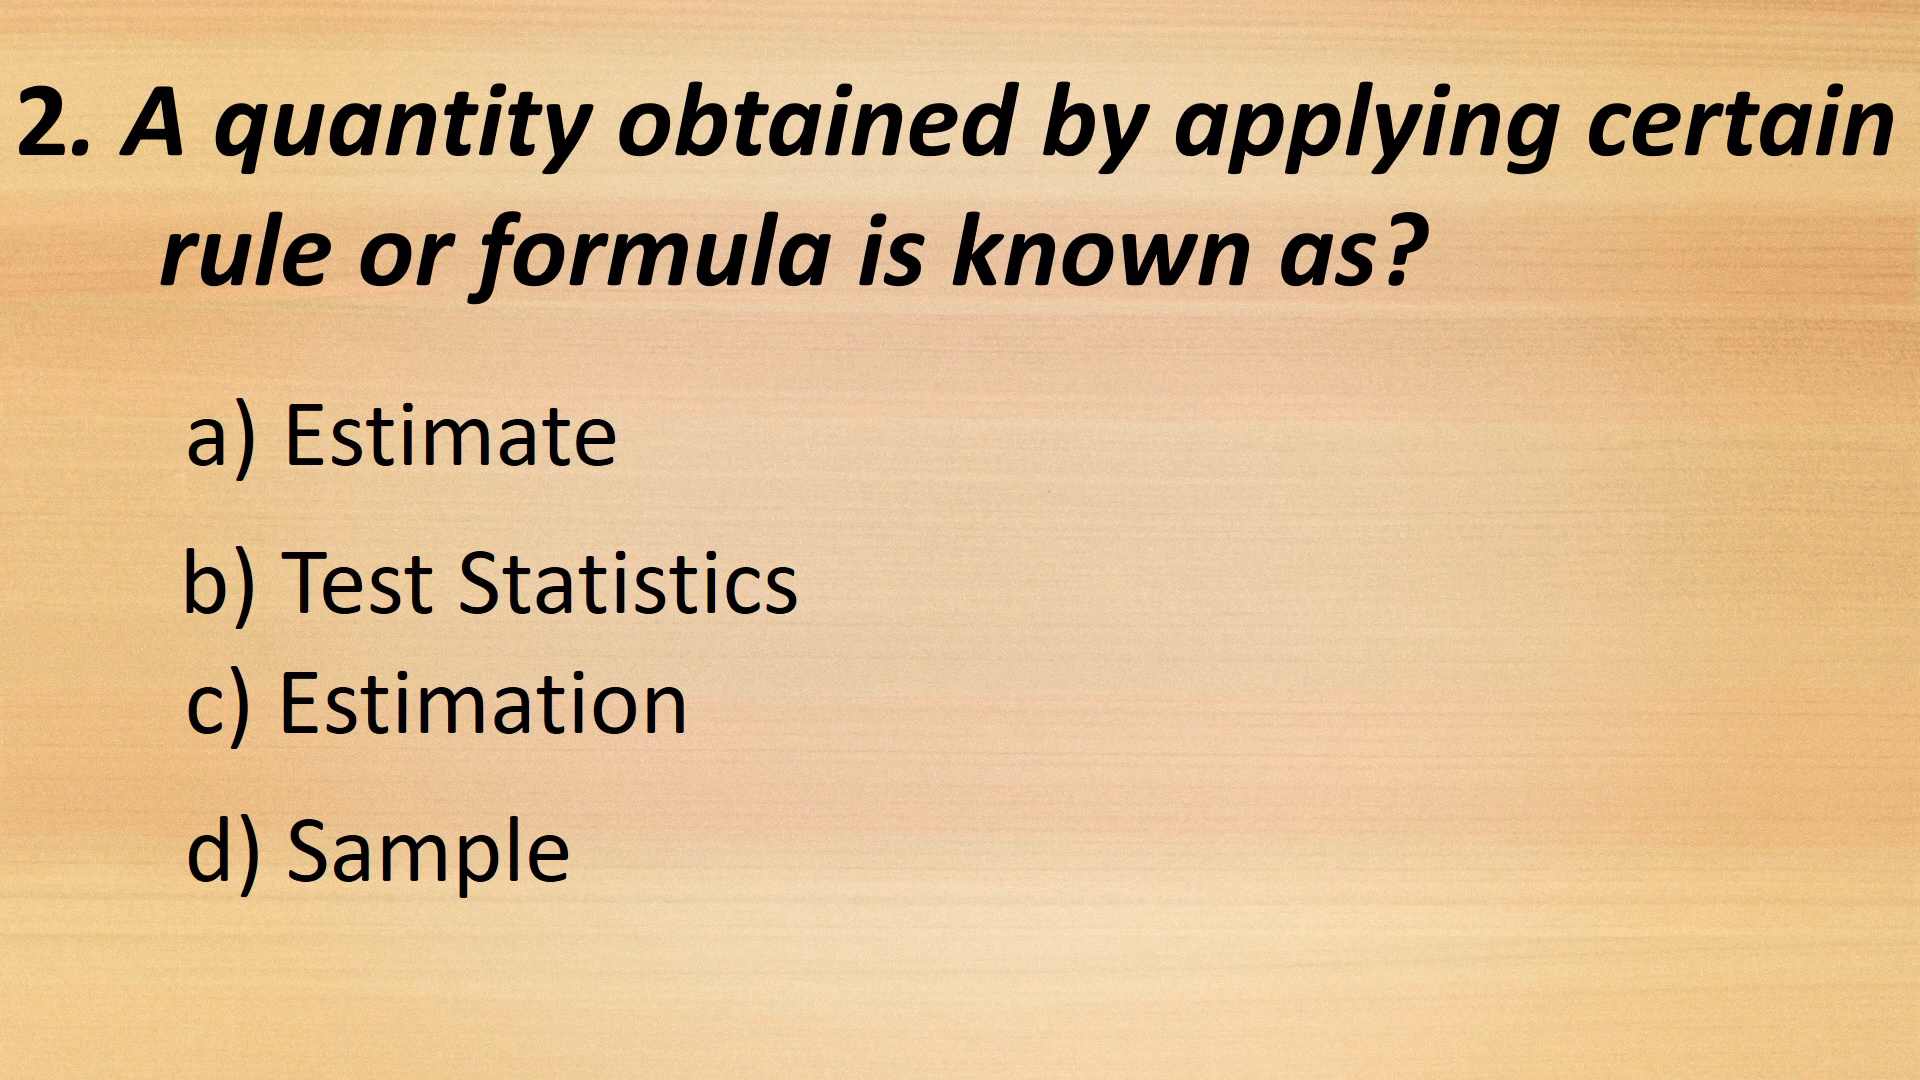 2. A quantity obtained by applying certain
rule or formula is known as?
a) Estimate
b) Test Statistics
c) Estimation
d) Sample